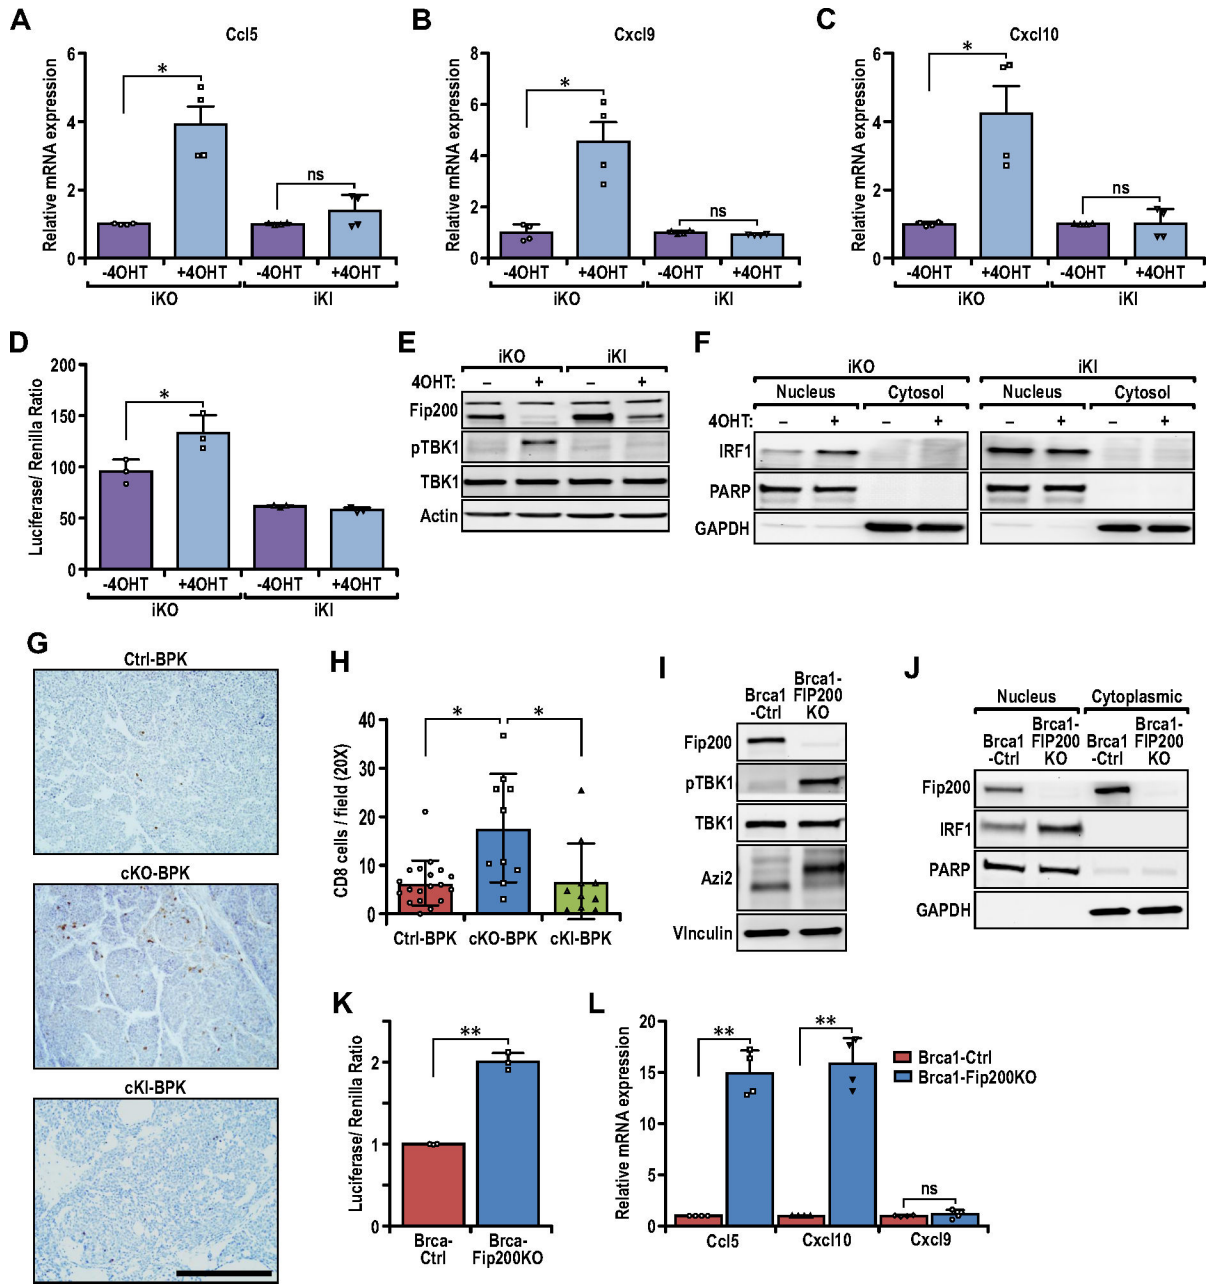 A
Ccl5
Relative mRNA expression
6
4
2
0
*
ns
-4OHT +4OHT -4OHT +4OHT
iKO iKI
B
Cxcl9
Relative mRNA expression
8
6
4
2
0
*
ns
-4OHT +4OHT -4OHT +4OHT
iKO iKI
C
Cxcl10
Relative mRNA expression
6
4
2
0
*
ns
-4OHT +4OHT -4OHT +4OHT
iKO iKI
D
Luciferase/ Renilla Ratio
200
150
100
50
0
*
-4OHT +4OHT -4OHT +4OHT
iKO iKI
E
iKO iKI
4OHT: – + – +
Fip200
pTBK1
TBK1
Actin
F
iKO iKI
Nucleus Cytosol Nucleus Cytosol
4OHT: – + – + – + – +
IRF1
PARP
GAPDH
G
Ctrl-BPK
cKO-BPK
cKI-BPK
H
CD8 cells / field (20X)
40
30
20
10
0
* *
Ctrl-BPK cKO-BPK cKI-BPK
I
Brca1
-Ctrl
Brca1-
FIP200
KO
Fip200
pTBK1
TBK1
Azi2
VInculin
J
Nucleus Cytoplasmic
Brca1
-Ctrl
Brca1-
FIP200
KO
Brca1
-Ctrl
Brca1-
FIP200
KO
Fip200
IRF1
PARP
GAPDH
K
Luciferase/ Renilla Ratio
2
1
0
**
Brca-
Ctrl
Brca-
Fip200KO
L
Relative mRNA expression
20
15
10
5
0
** **
ns
Ccl5 Cxcl10 Cxcl9
Brca1-Ctrl
Brca1-Fip200KO